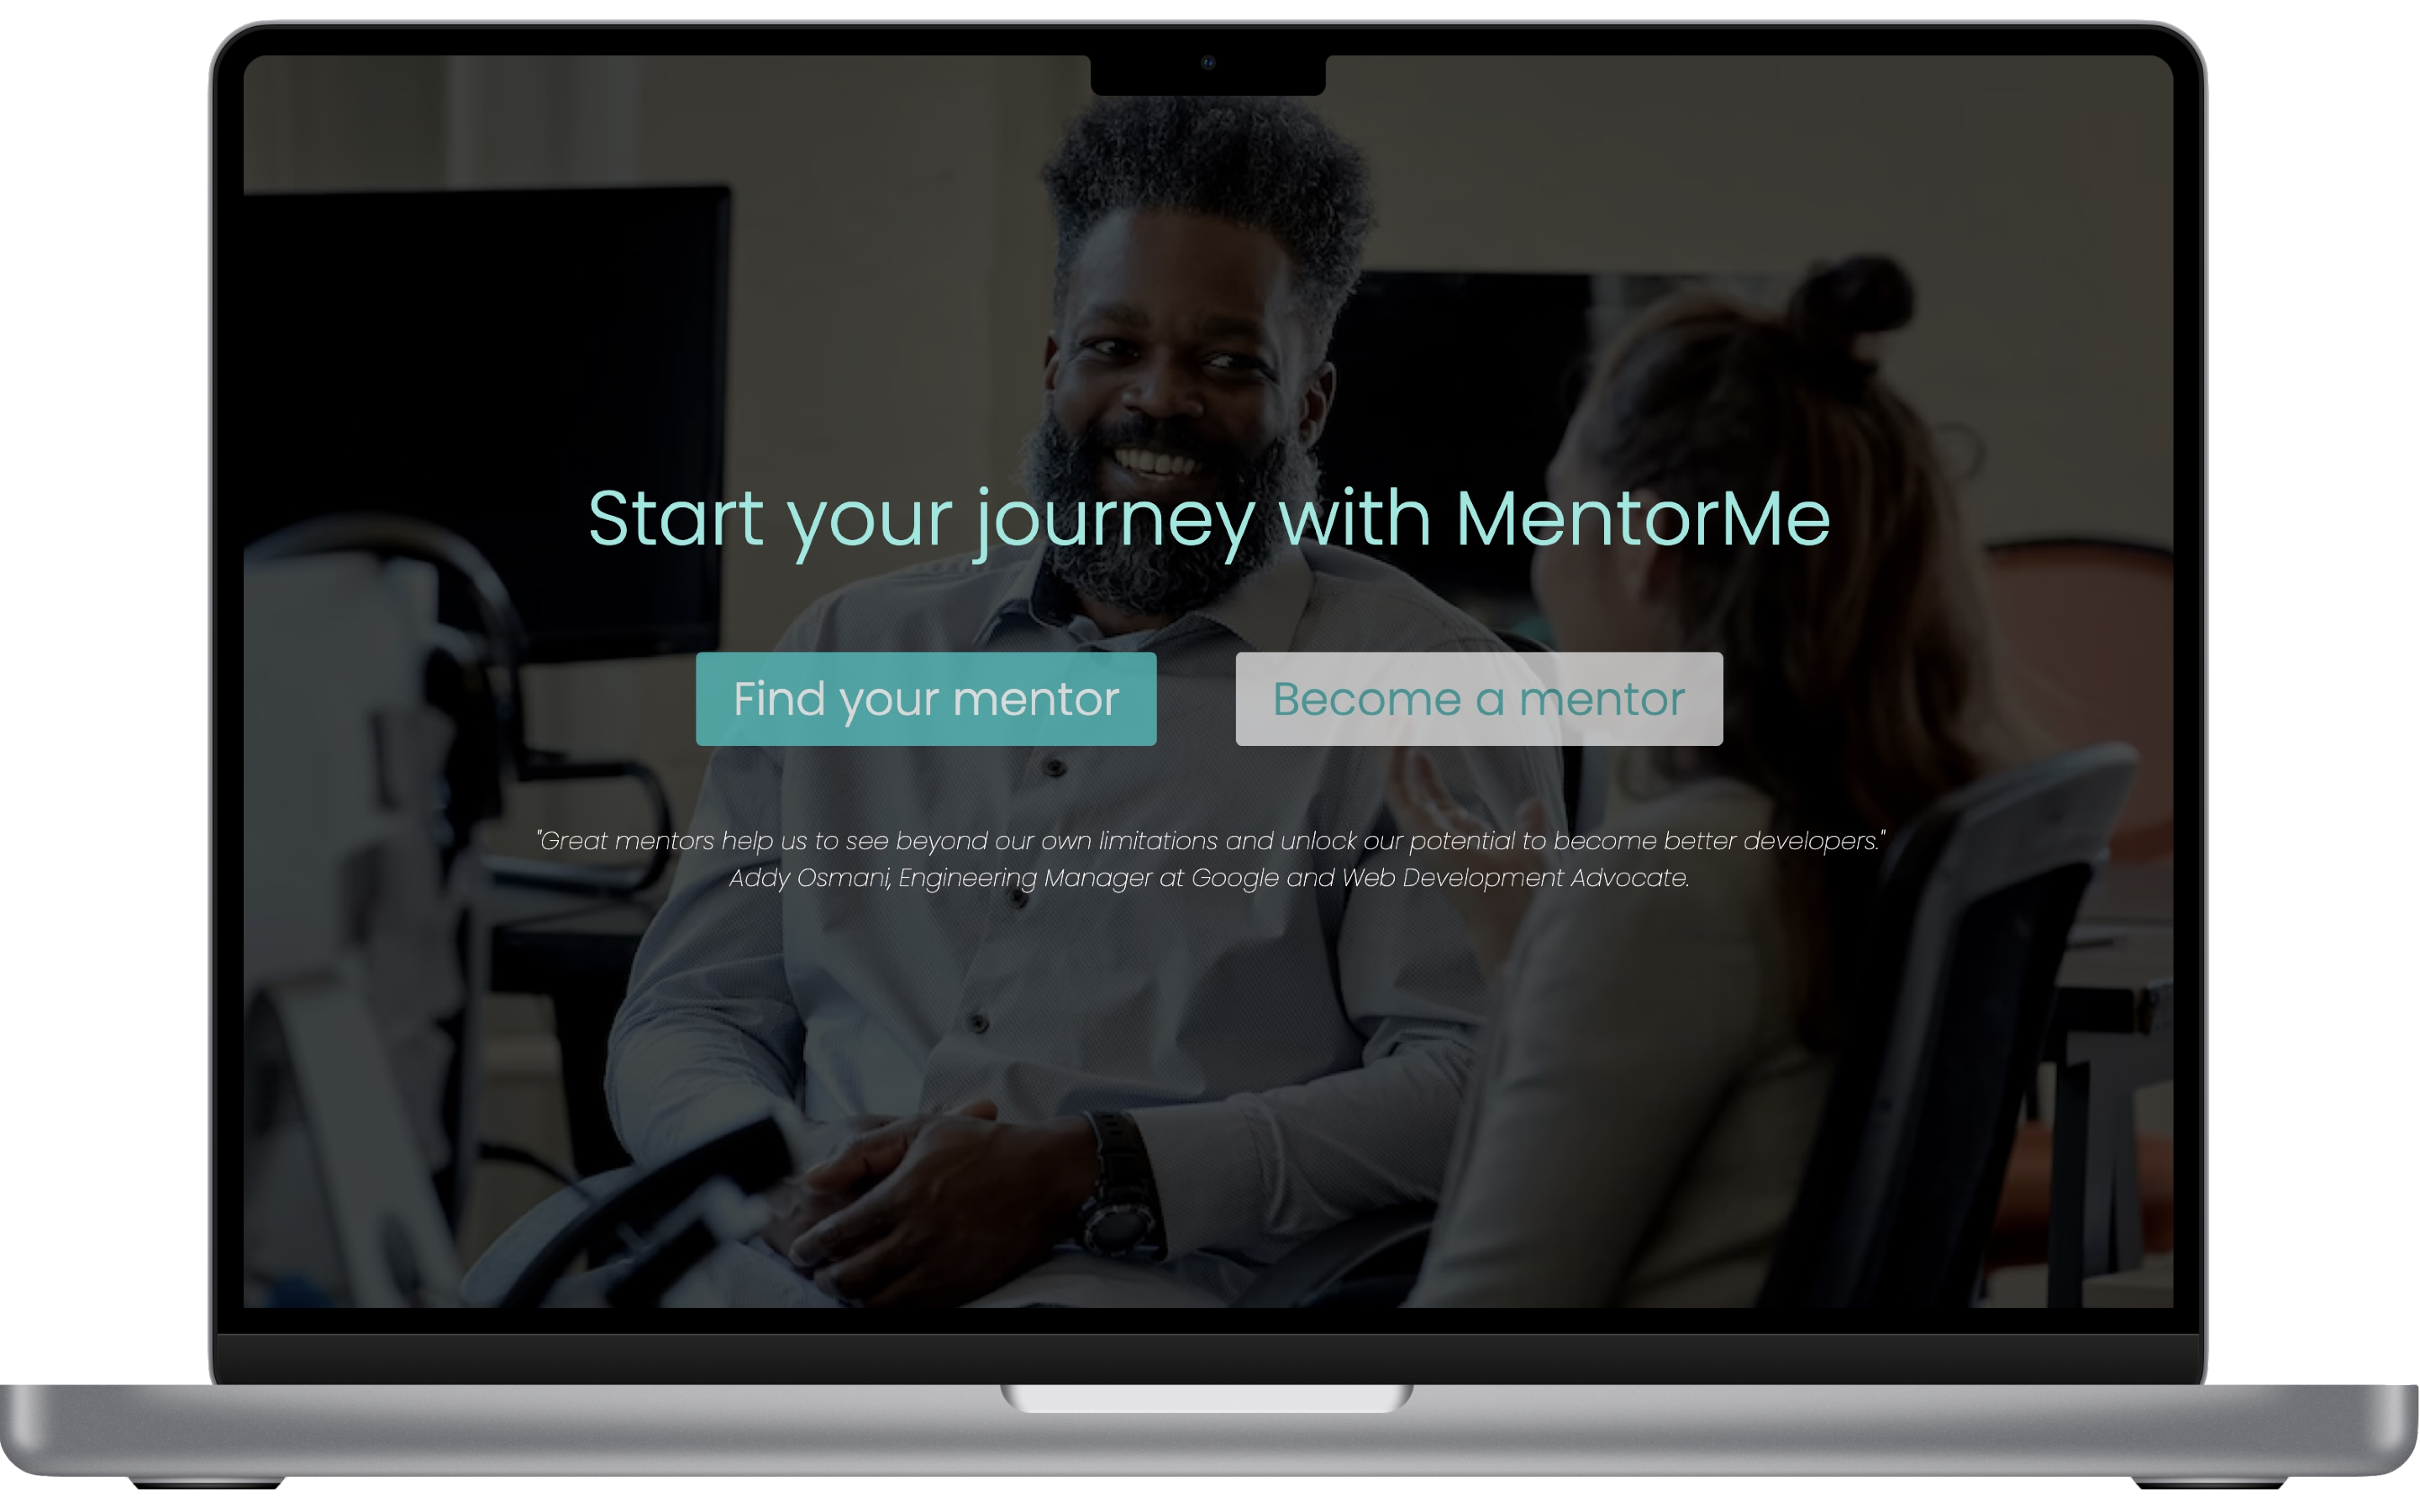 Start your journey with MentorMe
Find your mentor
Become a mentor
"Great mentors help us to see beyond our own limitations and unlock our potential to become better developers."
Addy Osmani, Engineering Manager at Google and Web Development Advocate.